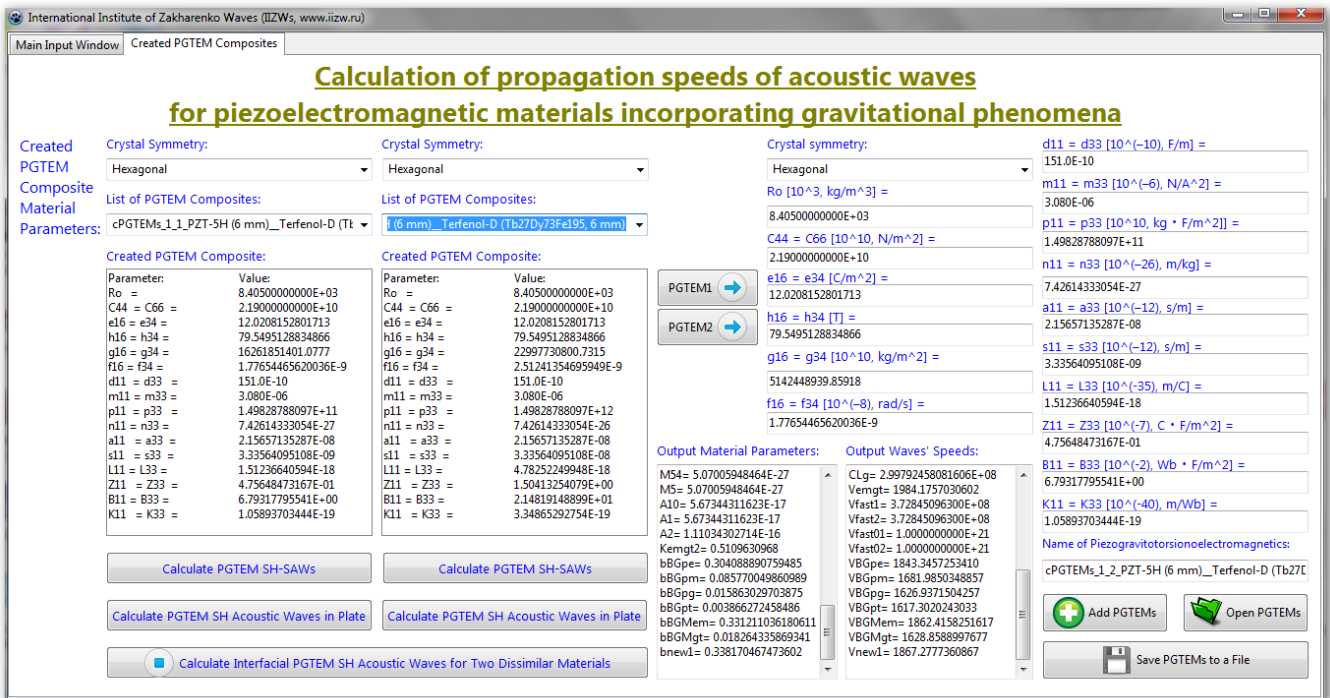 International Institute of Zakharenko Waves (IIZWs, www.iizw.ru)
Main Input Window
Created PGTEM Composites
Calculation of propagation speeds of acoustic waves
for piezoelectromagnetic materials incorporating gravitational phenomena
Created
PGTEM
Composite
Material
Parameters:
Crystal Symmetry:
Hexagonal
List of PGTEM Composites:
cPGTEMs_1_1_PZT-5H (6 mm)__Terfenol-D (Tb
Created PGTEM Composite:
Parameter: Value:
Ro = 8.40500000000E+03
C44 = C66 = 2.19000000000E+10
e16 = e34 = 12.0208152801713
h16 = h34 = 79.5495128834866
g16 = g34 = 16261851401.0777
f16 = f34 = 1.77654465620036E-9
d11 = d33 = 151.0E-10
m11 = m33 = 3.080E-06
p11 = p33 = 1.49828788097E+11
n11 = n33 = 7.42614333054E-27
a11 = a33 = 2.15657135287E-08
s11 = s33 = 3.33564095108E-09
L11 = L33 = 1.51236640594E-18
Z11 = Z33 = 4.75648473167E-01
B11 = B33 = 6.79317795541E+00
K11 = K33 = 1.05893703444E-19
Calculate PGTEM SH-SAWs
Calculate PGTEM SH Acoustic Waves in Plate
Crystal Symmetry:
Hexagonal
List of PGTEM Composites:
(6 mm)__Terfenol-D (Tb27Dy73Fe195, 6 mm)
Created PGTEM Composite:
Parameter: Value:
Ro = 8.40500000000E+03
C44 = C66 = 2.19000000000E+10
e16 = e34 = 12.0208152801713
h16 = h34 = 79.5495128834866
g16 = g34 = 22997730800.7315
f16 = f34 = 2.51241354695949E-9
d11 = d33 = 151.0E-10
m11 = m33 = 3.080E-06
p11 = p33 = 1.49828788097E+12
n11 = n33 = 7.42614333054E-26
a11 = a33 = 2.15657135287E-08
s11 = s33 = 3.33564095108E-09
L11 = L33 = 4.78252249948E-18
Z11 = Z33 = 1.50413254079E+00
B11 = B33 = 2.14819148899E+01
K11 = K33 = 3.34865292754E-19
Calculate PGTEM SH-SAWs
Calculate PGTEM SH Acoustic Waves in Plate
Calculate Interfacial PGTEM SH Acoustic Waves for Two Dissimilar Materials
PGTEM1
PGTEM2
Crystal symmetry:
Hexagonal
Ro [10^3, kg/m^3] =
8.40500000000E+03
C44 = C66 [10^10, N/m^2] =
2.19000000000E+10
e16 = e34 [C/m^2] =
12.0208152801713
h16 = h34 [T] =
79.5495128834866
g16 = g34 [10^10, kg/m^2] =
5142448939.85918
f16 = f34 [10^(–8), rad/s] =
1.77654465620036E-9
Output Material Parameters:
M54= 5.07005948464E-27
M5= 5.07005948464E-27
A10= 5.67344311623E-17
A1= 5.67344311623E-17
A2= 1.11034302714E-16
Kemgt2= 0.5109630968
bBGpe= 0.304088890759485
bBGpm= 0.085770049860989
bBGpg= 0.015863029703875
bBGpt= 0.003866272458486
bBGMem= 0.331211036180611
bBGMgt= 0.018264335869341
bnew1= 0.338170467473602
Output Waves' Speeds:
CLg= 2.99792458081606E+08
Vemgt= 1984.1757030602
Vfast1= 3.72845096300E+08
Vfast2= 3.72845096300E+08
Vfast01= 1.0000000000E+21
Vfast02= 1.0000000000E+21
VBGpe= 1843.3457253410
VBGpm= 1681.9850348857
VBGpg= 1626.9371504257
VBGpt= 1617.3020243033
VBGMem= 1862.4158251617
VBGMgt= 1628.8588997677
Vnew1= 1867.2777360867
d11 = d33 [10^(–10), F/m] =
151.0E-10
m11 = m33 [10^(–6), N/A^2] =
3.080E-06
p11 = p33 [10^10, kg • F/m^2]] =
1.49828788097E+11
n11 = n33 [10^(–26), m/kg] =
7.42614333054E-27
a11 = a33 [10^(–12), s/m] =
2.15657135287E-08
s11 = s33 [10^(–12), s/m] =
3.33564095108E-09
L11 = L33 [10^(-35), m/C] =
1.51236640594E-18
Z11 = Z33 [10^(-7), C • F/m^2] =
4.75648473167E-01
B11 = B33 [10^(-2), Wb • F/m^2] =
6.79317795541E+00
K11 = K33 [10^(-40), m/Wb] =
1.05893703444E-19
Name of Piezogravitotorsionoelectromagnetics:
cPGTEMs_1_2_PZT-5H (6 mm)__Terfenol-D (Tb27D
Add PGTEMs
Open PGTEMs
Save PGTEMs to a File